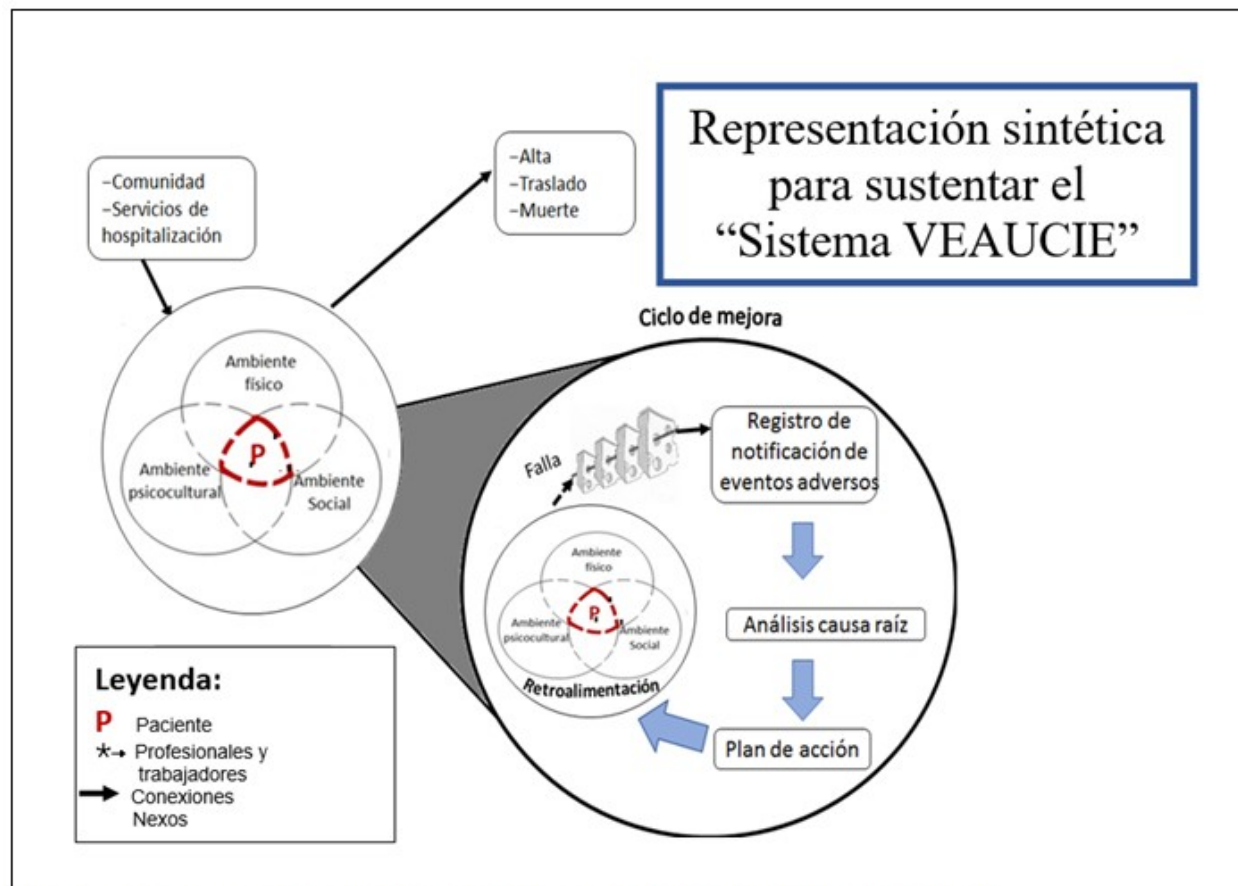 Representación sintética
para sustentar el
“Sistema VEAUCIE”
–Comunidad
–Servicios de
hospitalización
–Alta
–Traslado
–Muerte
Ambiente
físico
P
Ambiente
psicocultural
Ambiente
Social
Ciclo de mejora
Falla
Registro de
notificación de
eventos adversos
Análisis causa raíz
Plan de acción
Ambiente
físico
P
Ambiente
psicocultural
Ambiente
Social
Retroalimentación
Leyenda:
P Paciente
* Profesionales y
trabajadores
Conexiones
Nexos